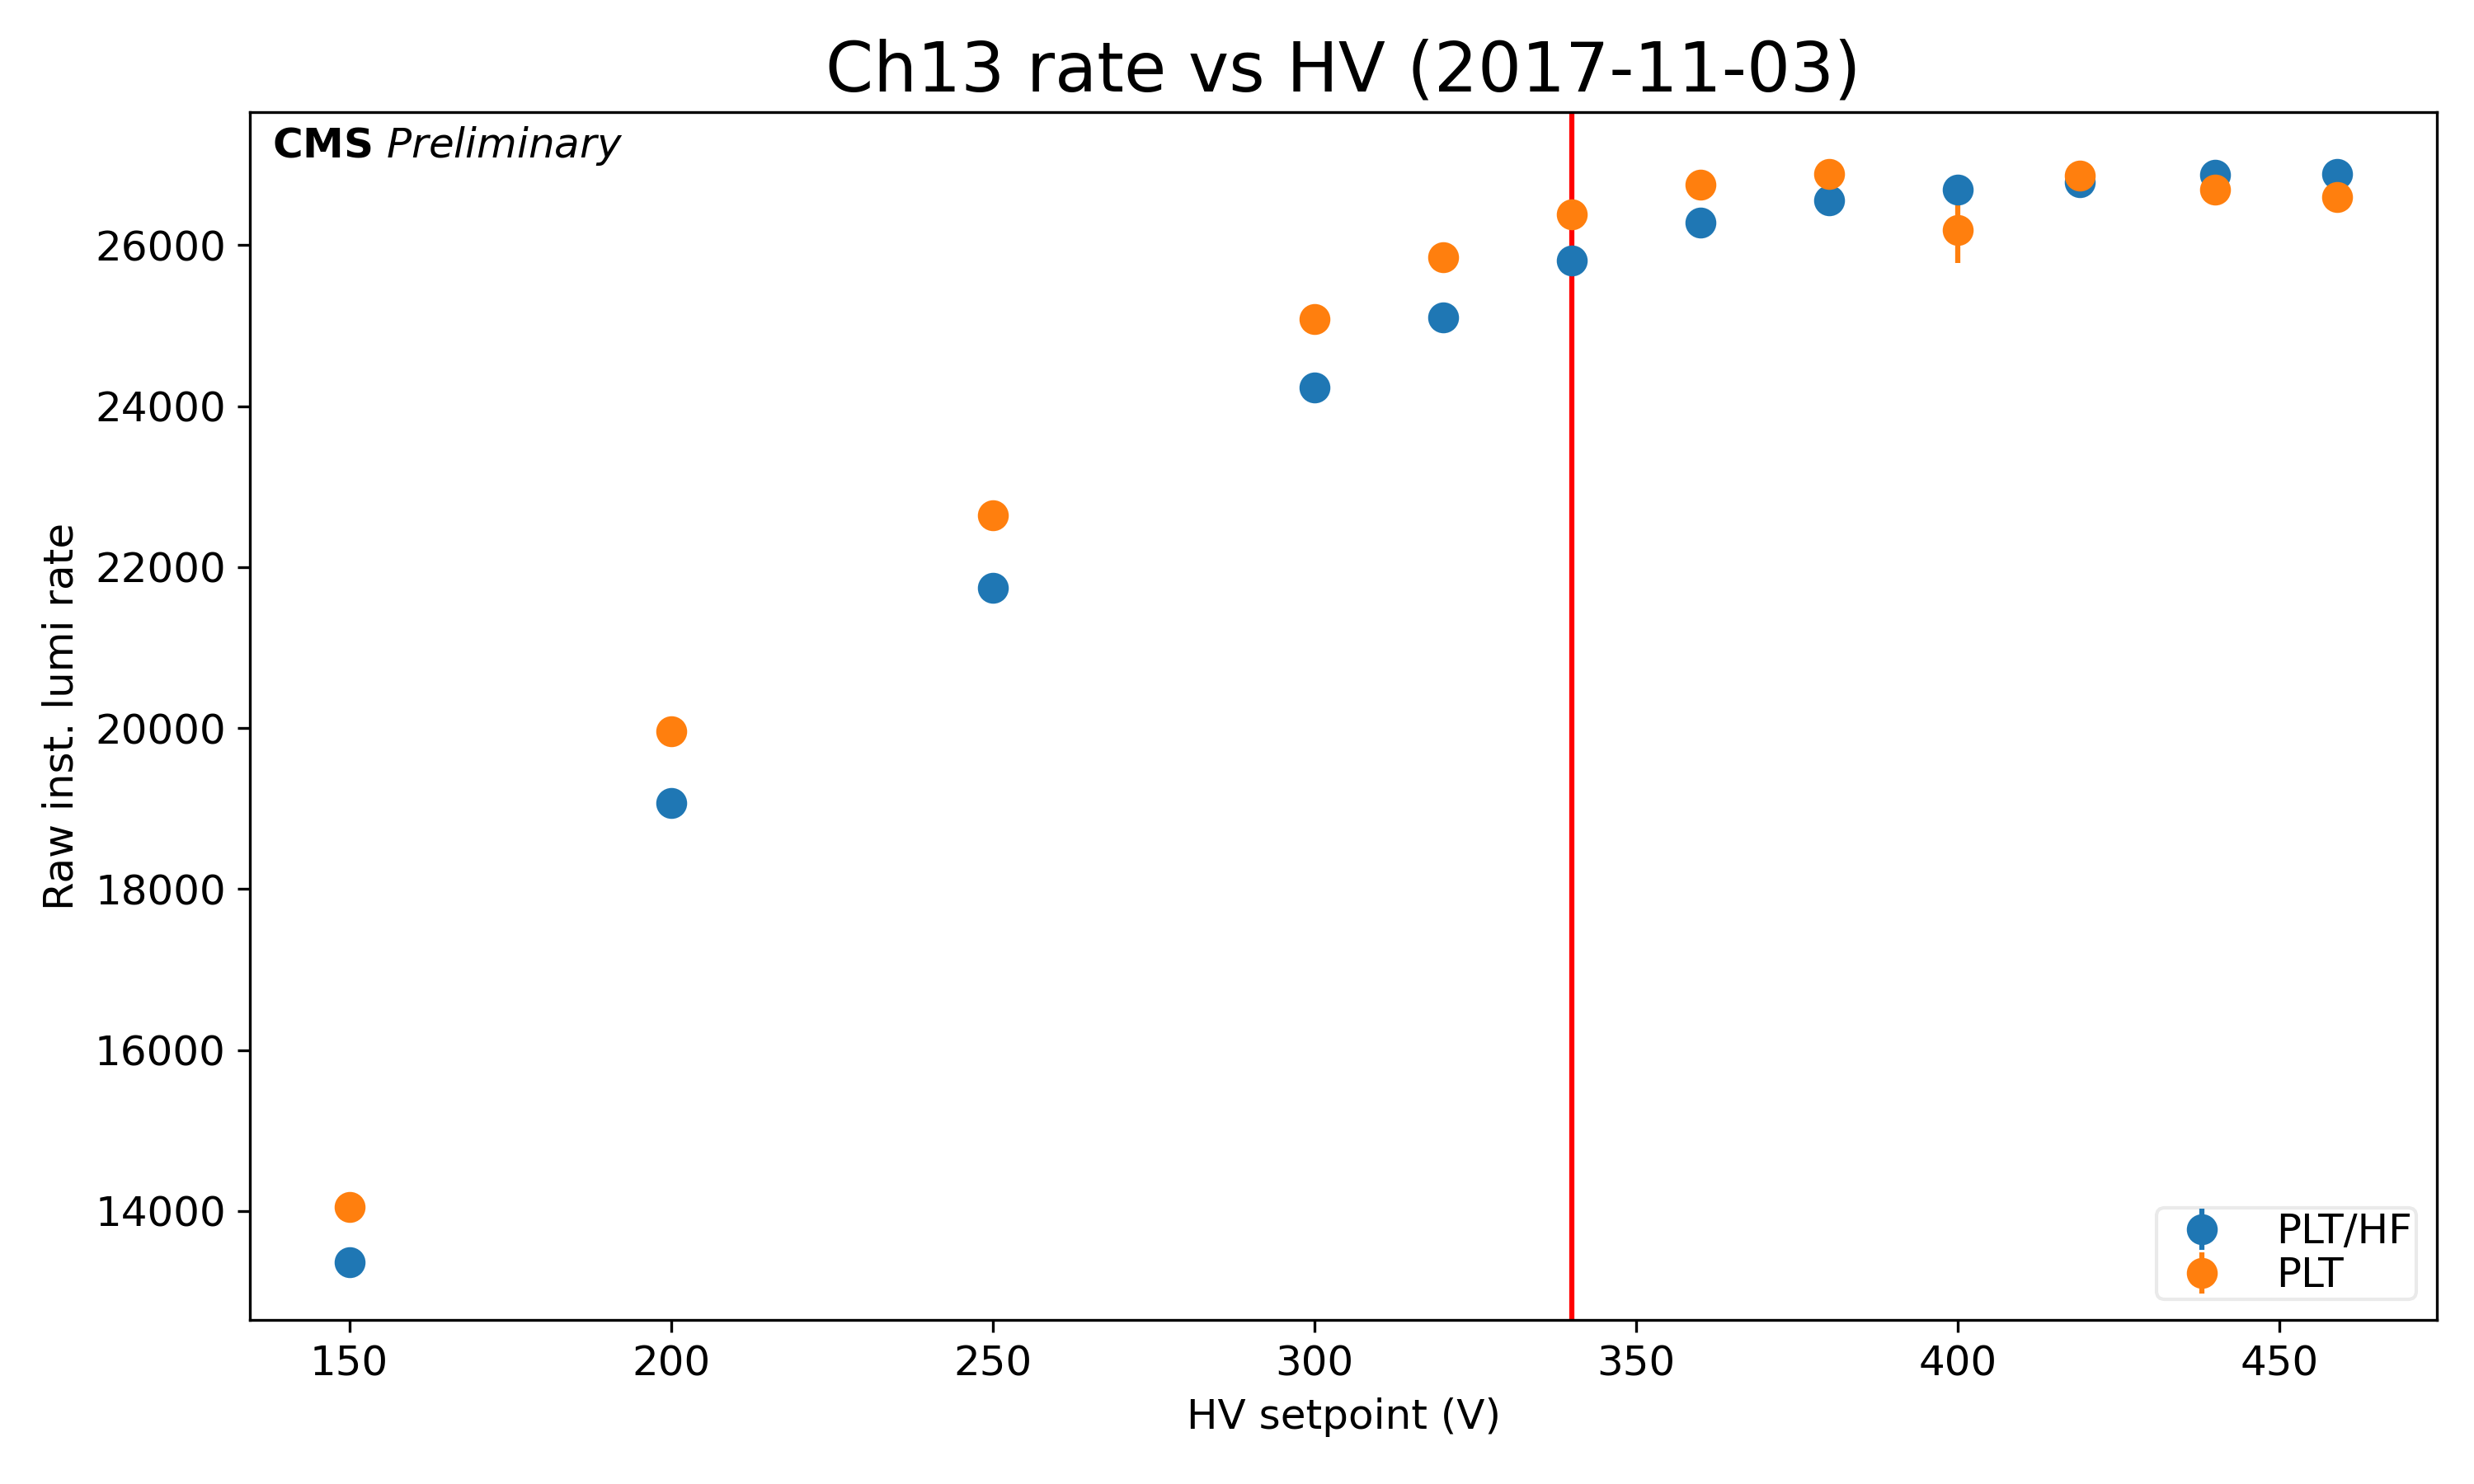 Ch13 rate vs HV (2017-11-03)
CMS Preliminary
Raw inst. lumi rate
26000
24000
22000
20000
18000
16000
14000
150 200 250 300 350 400 450
HV setpoint (V)
PLT/HF
PLT